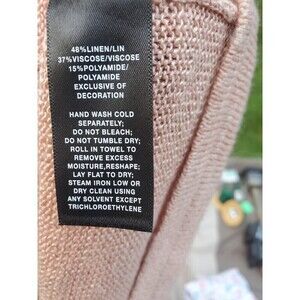 48%LINEN/LIN
37%VISCOSE/VISCOSE
15%POLYAMIDE/
POLYAMIDE
EXCLUSIVE OF
DECORATION
HAND WASH COLD
SEPARATELY;
DO NOT BLEACH;
DO NOT TUMBLE DRY;
ROLL IN TOWEL TO
REMOVE EXCESS
MOISTURE,RESHAPE;
LAY FLAT TO DRY;
STEAM IRON LOW OR
DRY CLEAN USING
ANY SOLVENT EXCEPT
TRICHLOROETHYLENE